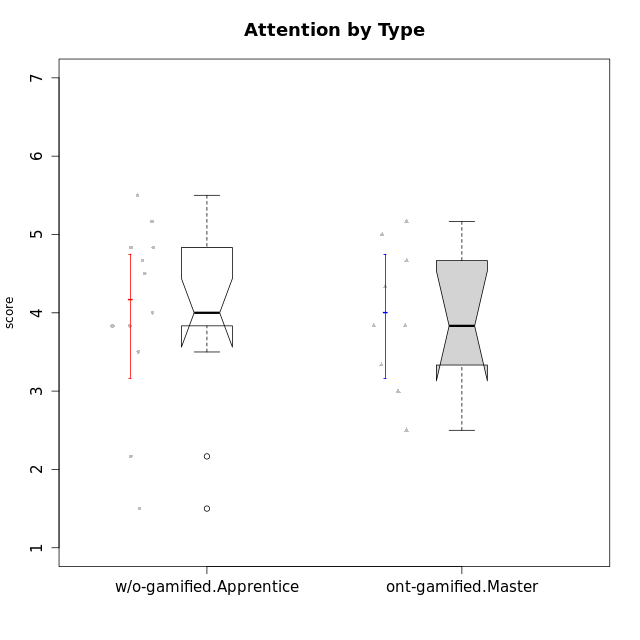 Attention by Type
7
6
5
4
3
2
1
score
w/o-gamified.Apprentice
ont-gamified.Master